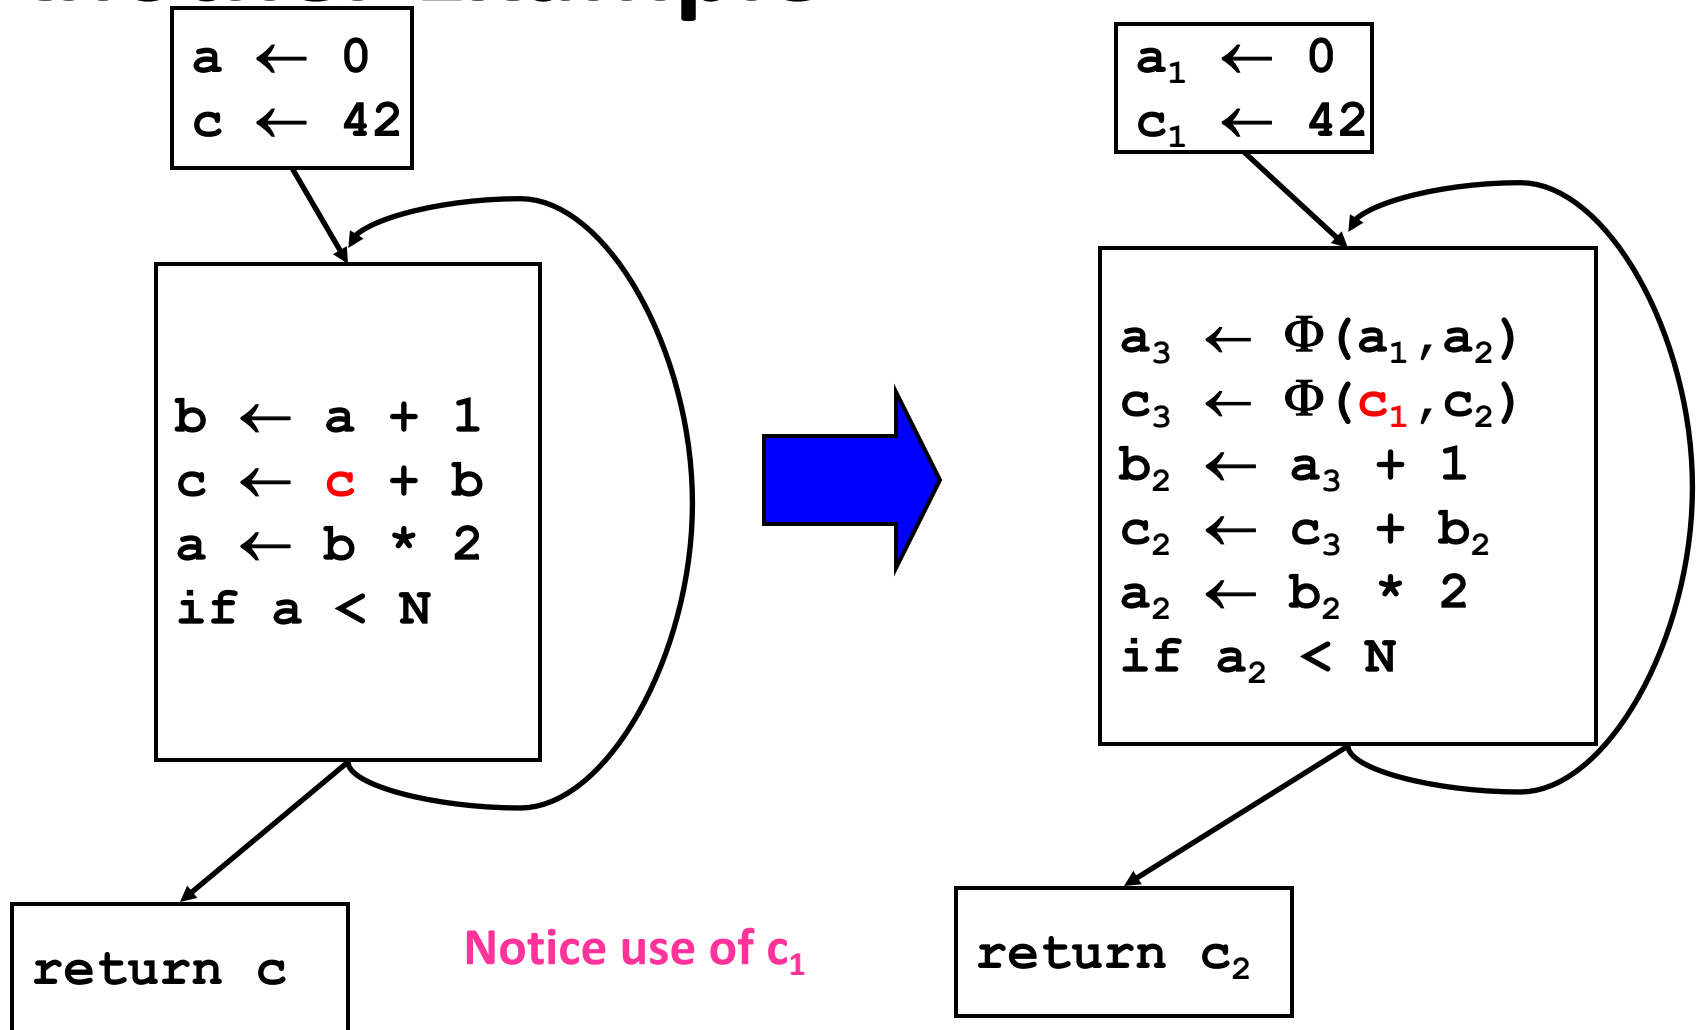 a ← 0
c ← 42
b ← a + 1
c ← c + b
a ← b * 2
if a < N
return c
Notice use of c₁
a₁ ← 0
c₁ ← 42
a₃ ← Φ(a₁,a₂)
c₃ ← Φ(c₁,c₂)
b₂ ← a₃ + 1
c₂ ← c₃ + b₂
a₂ ← b₂ * 2
if a₂ < N
return c₂